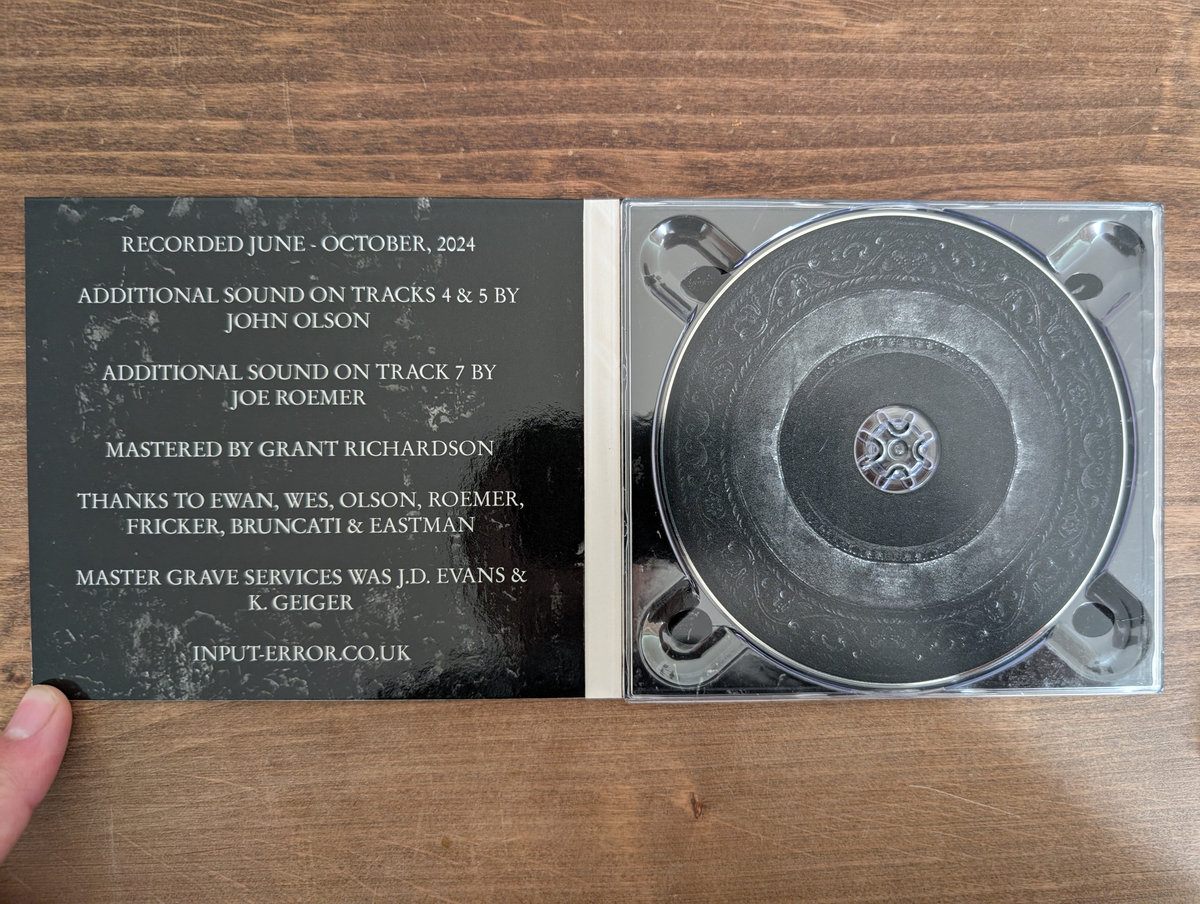 RECORDED JUNE - OCTOBER, 2024
ADDITIONAL SOUND ON TRACKS 4 & 5 BY
JOHN OLSON
ADDITIONAL SOUND ON TRACK 7 BY
JOE ROEMER
MASTERED BY GRANT RICHARDSON
THANKS TO EWAN, WES, OLSON, ROEMER,
FRICKER, BRUNCATI & EASTMAN
MASTER GRAVE SERVICES WAS J.D. EVANS &
K. GEIGER
INPUT-ERROR.CO.UK